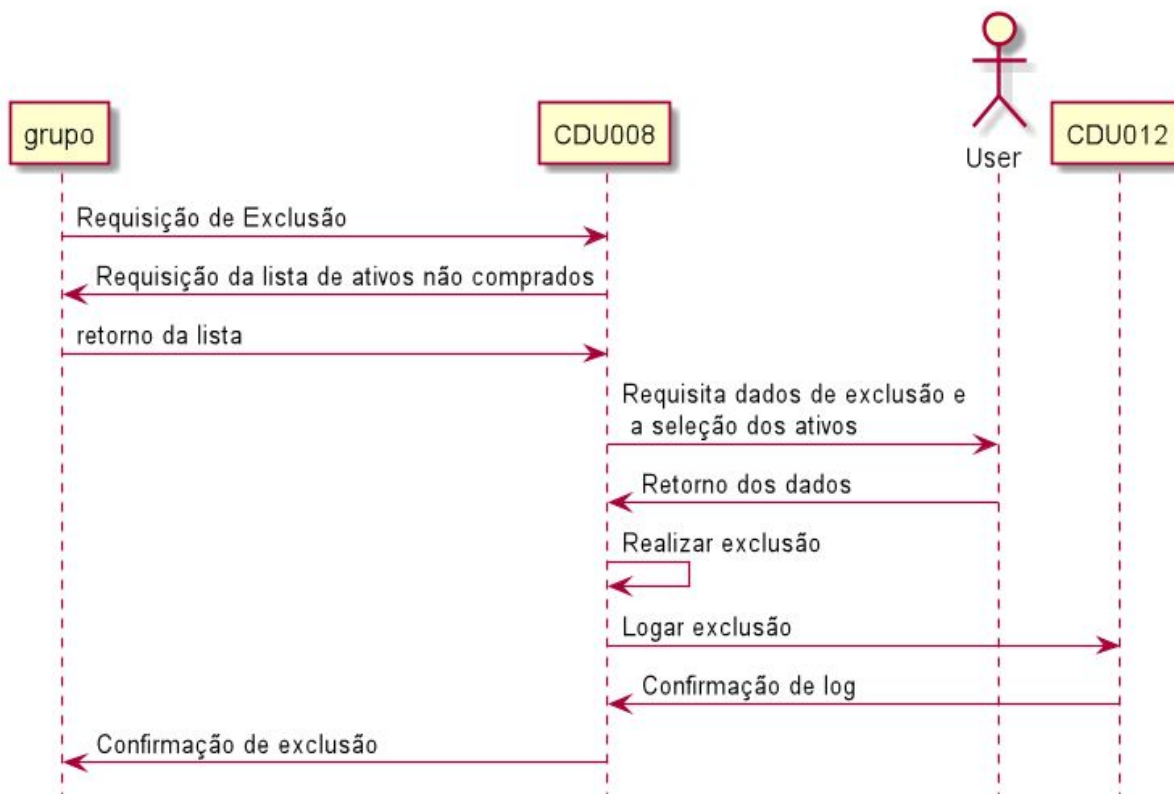 grupo
CDU008
User
CDU012
Requisição de Exclusão
Requisição da lista de ativos não comprados
retorno da lista
Requisita dados de exclusão e
a seleção dos ativos
Retorno dos dados
Realizar exclusão
Logar exclusão
Confirmação de log
Confirmação de exclusão